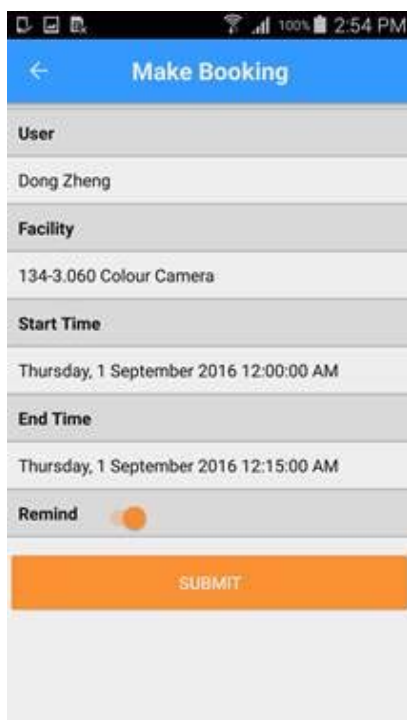 100% 2:54 PM
Make Booking
User
Dong Zheng
Facility
134-3.060 Colour Camera
Start Time
Thursday, 1 September 2016 12:00:00 AM
End Time
Thursday, 1 September 2016 12:15:00 AM
Remind
SUBMIT